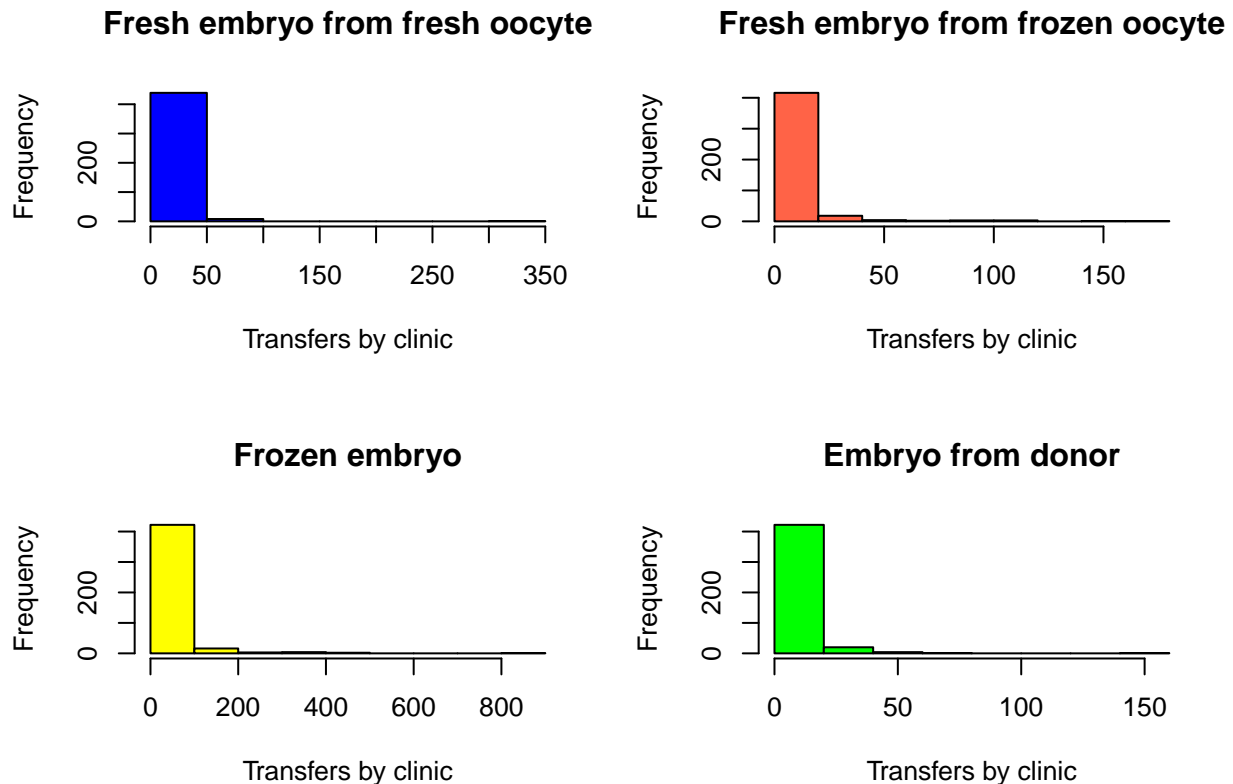 Fresh embryo from fresh oocyte
Frequency
0 200
0 50 150 250 350
Transfers by clinic
Fresh embryo from frozen oocyte
Frequency
0 200
0 50 100 150
Transfers by clinic
Frozen embryo
Frequency
0 200
0 200 400 600 800
Transfers by clinic
Embryo from donor
Frequency
0 200
0 50 100 150
Transfers by clinic